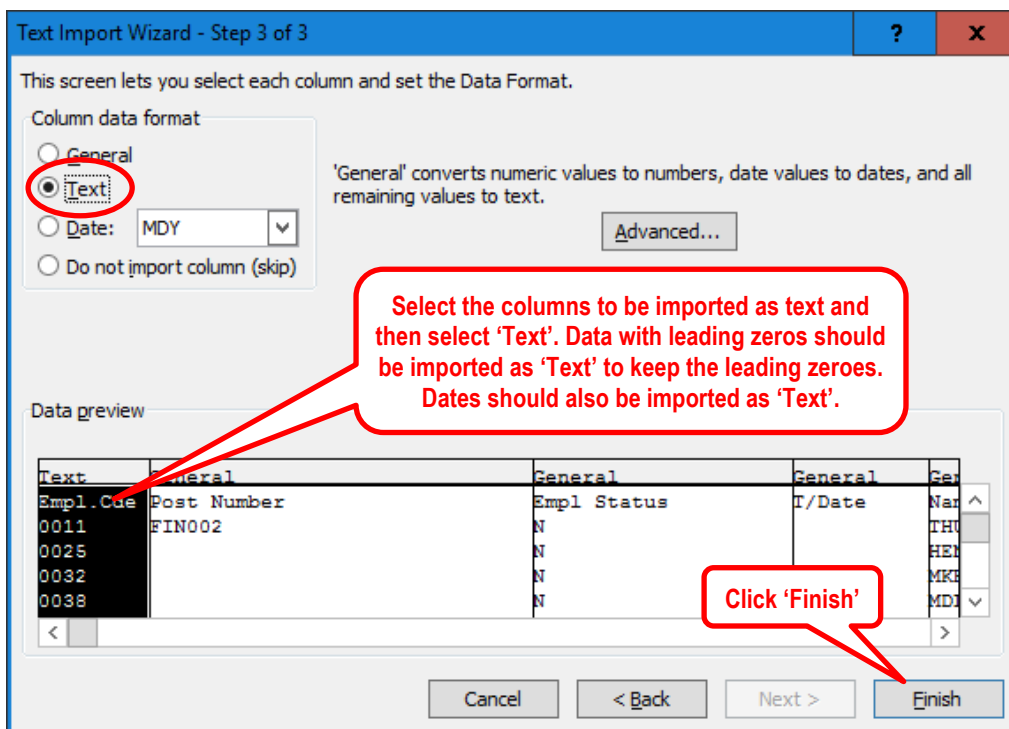 Text Import Wizard - Step 3 of 3
?
x
This screen lets you select each column and set the Data Format.
Column data format
General
Text
Date: MDY
Do not import column (skip)
'General' converts numeric values to numbers, date values to dates, and all
remaining values to text.
Advanced...
Select the columns to be imported as text and
then select ‘Text’. Data with leading zeros should
be imported as ‘Text’ to keep the leading zeroes.
Dates should also be imported as ‘Text’.
Data preview
Text General General General Gen
Empl.Cde Post Number Empl Status T/Date Nam
0011 FIN002 N THU
0025 N HEN
0032 N
0038 N
Click ‘Finish’
Cancel < Back Next > Finish